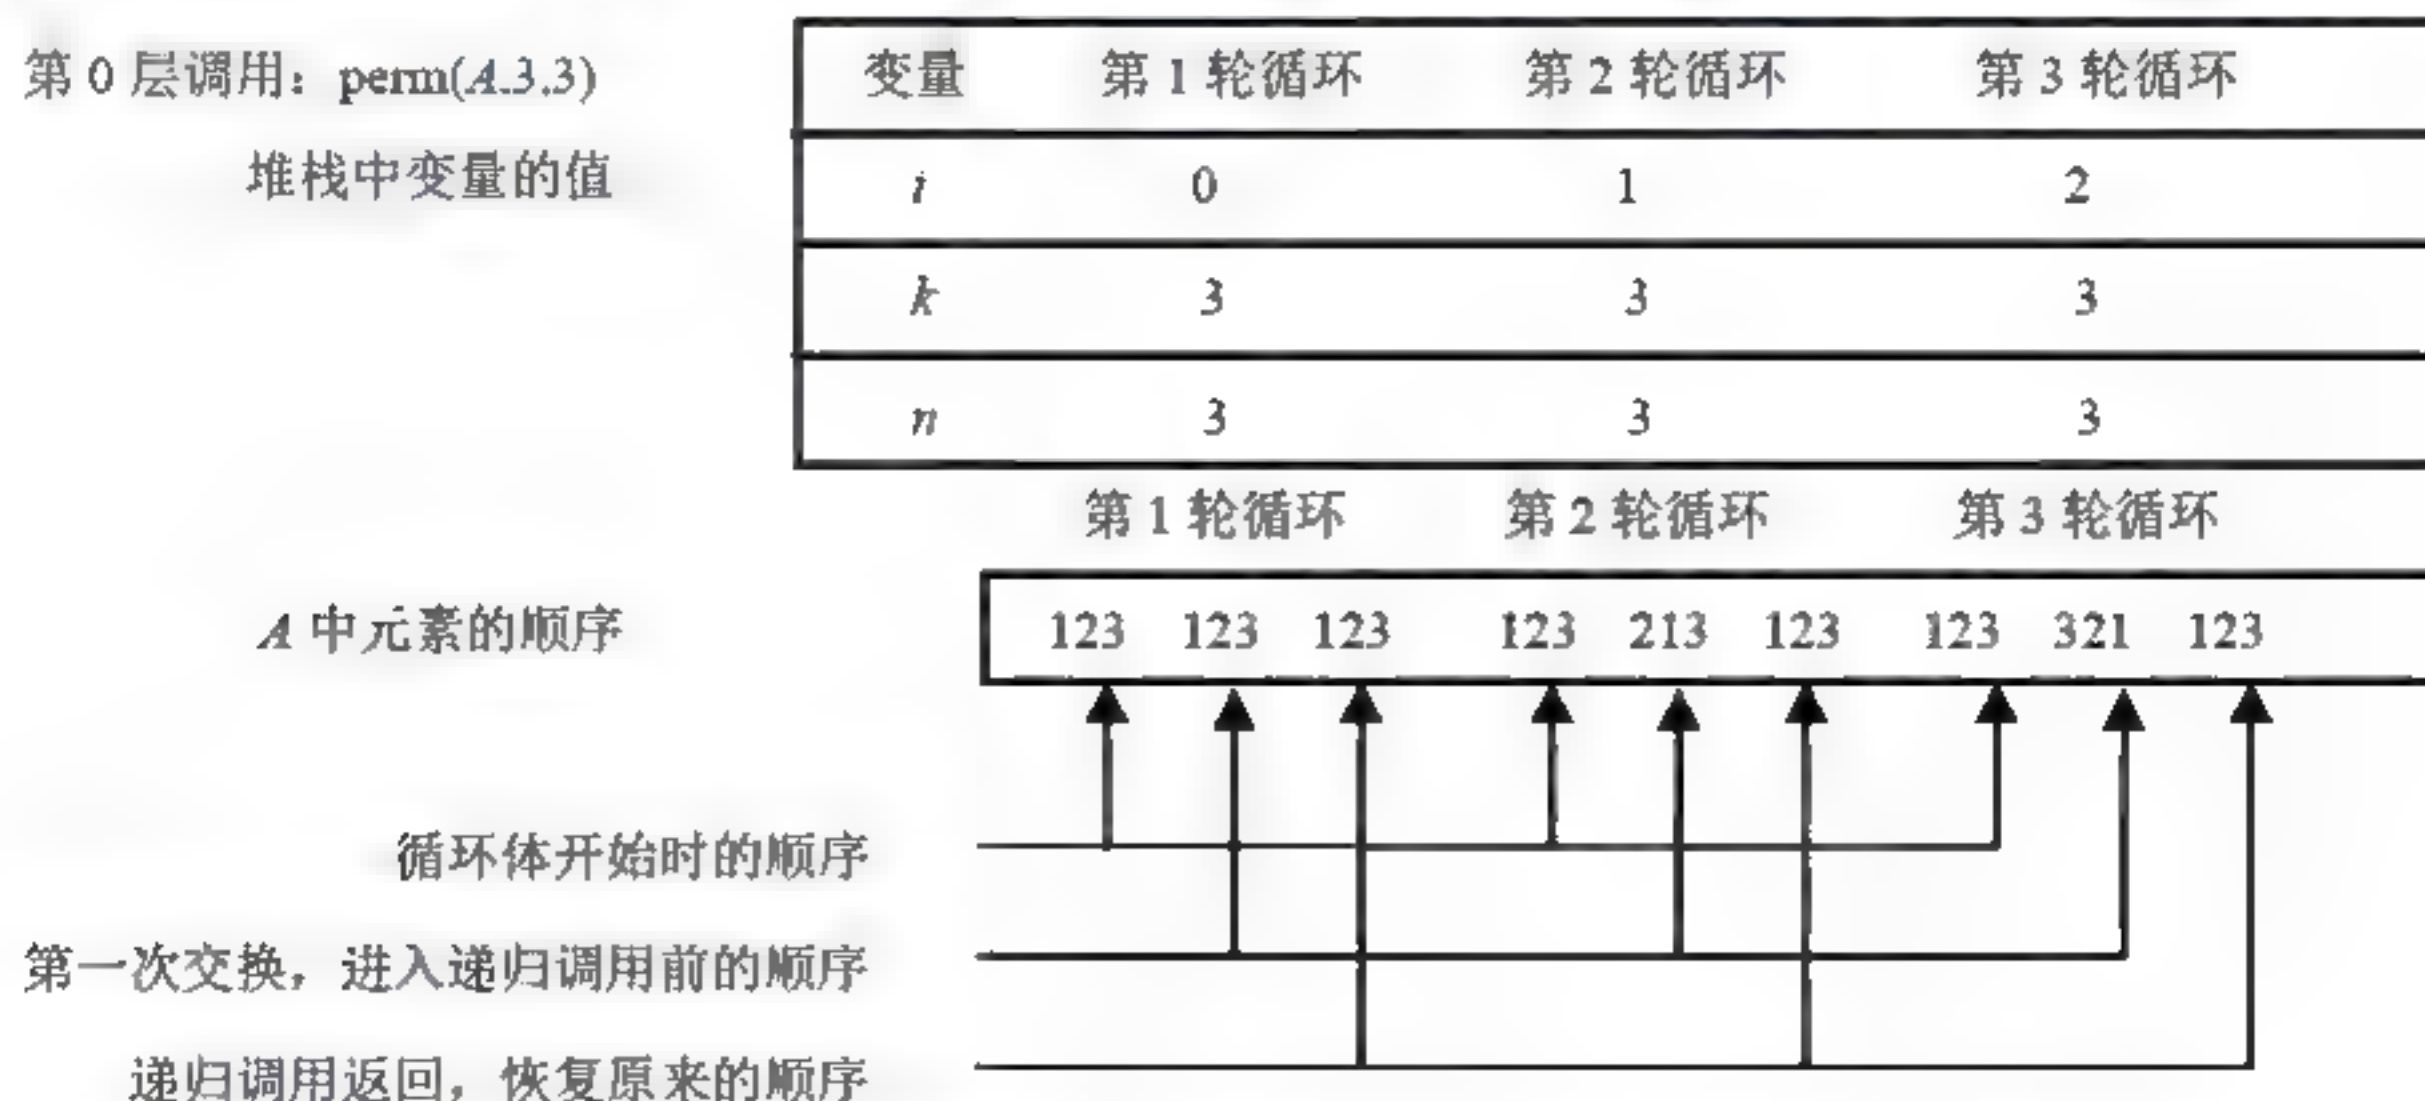 第 0 层调用：perm(A.3.3)
变量 第 1 轮循环 第 2 轮循环 第 3 轮循环
堆栈中变量的值
i 0 1 2
k 3 3 3
n 3 3 3
第 1 轮循环 第 2 轮循环 第 3 轮循环
A 中元素的顺序
123 123 123 123 213 123 123 321 123
循环体开始时的顺序
第一次交换，进入递归调用前的顺序
递归调用返回，恢复原来的顺序